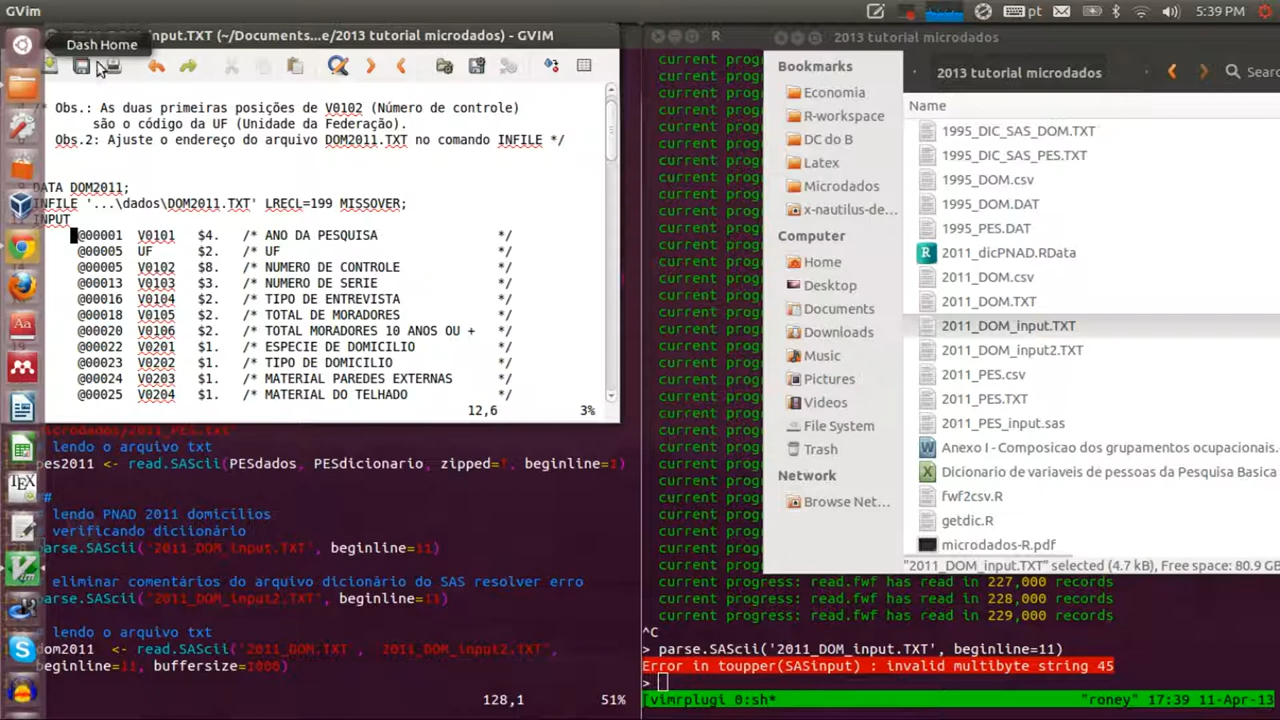 GVim
pt
5:39 PM
Dash Home
input.TXT (~/Documents...e/2013 tutorial microdados) - GVIM
/* Obs.: As duas primeiras posições de V0102 (Número de controle)
são o código da UF (Unidade da Federação).
Obs.2: Ajuste o endereço do arquivo DOM2011.TXT no comando INFILE */
DATA DOM2011;
INFILE '...\dados\DOM2011.TXT' LRECL=199 MISSOVER;
INPUT
@00001 V0101 $4. /* ANO DA PESQUISA */
@00005 UF $2. /* UF */
@00005 V0102 $8. /* NUMERO DE CONTROLE */
@00013 V0103 $3. /* NUMERO DE SERIE */
@00016 V0104 $2. /* TIPO DE ENTREVISTA */
@00018 V0105 $2. /* TOTAL DE MORADORES */
@00020 V0106 $2. /* TOTAL MORADORES 10 ANOS OU + */
@00022 V0201 $1. /* ESPECIE DE DOMICILIO */
@00023 V0202 $1. /* TIPO DE DOMICILIO */
@00024 V0203 $1. /* MATERIAL PAREDES EXTERNAS */
@00025 V0204 $1. /* MATERIAL DO TELHADO */
12,6 3%
lendo o arquivo txt
pes2011 <- read.SAScii(PESdados, PESdicionario, zipped=F, beginline=1)
#
lendo PNAD 2011 domicilios
verificando diciionário
parse.SAScii('2011_DOM_input.TXT', beginline=11)
eliminar comentários do arquivo dicionário do SAS resolver erro
parse.SAScii("2011_DOM_input2.TXT", beginline=11)
lendo o arquivo txt
dom2011 <- read.SAScii('2011_DOM.TXT', 2011_DOM_input2.TXT",
beginline=11, buffersize=1000)
128,1 51%
R
current prog
2013 tutorial microdados
Bookmarks
Economia
R-workspace
DC do B
Latex
Microdados
x-nautilus-de...
Computer
Home
Desktop
Documents
Downloads
Music
Pictures
Videos
File System
Trash
Network
Browse Net...
2013 tutorial microdados
Searc
Name
1995_DIC_SAS_DOM.TXT
1995_DIC_SAS_PES.TXT
1995_DOM.csv
1995_DOM.DAT
1995_PES.DAT
2011_dicPNAD.RData
2011_DOM.csv
2011_DOM.TXT
2011_DOM_input.TXT
2011_DOM_input2.TXT
2011_PES.csv
2011_PES.TXT
2011_PES_input.sas
Anexo I - Composicao dos grupamentos ocupacionais.
Dicionario de variaveis de pessoas da Pesquisa Basica
fwf2csv.R
getdic.R
microdados-R.pdf
"2011_DOM_input.TXT" selected (4.7 kB), Free space: 80.9 GB
current progress: read.fwf has read in 227,000 records
current progress: read.fwf has read in 228,000 records
current progress: read.fwf has read in 229,000 records
^C
> parse.SAScii('2011_DOM_input.TXT', beginline=11)
Error in toupper(SASinput) : invalid multibyte string 45
>
[vimrplugi 0:sh* "roney" 17:39 11-Apr-13